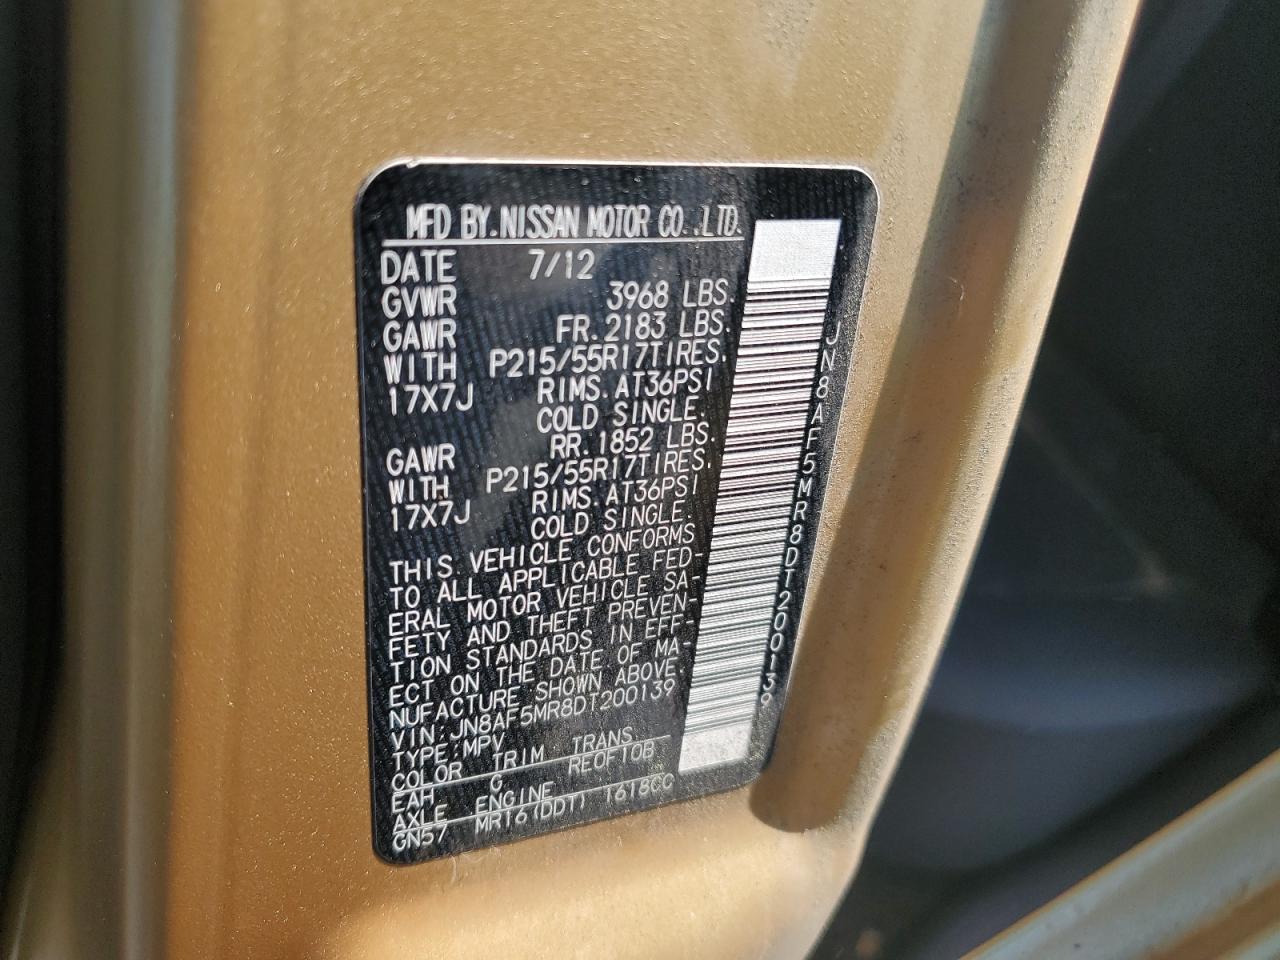 MFD BY.NISSAN MOTOR CO.,LTD.
DATE 7/12
GVWR 3968 LBS.
GAWR FR.2183 LBS.
WITH P215/55R17TIRES.
17X7J RIMS.AT36PSI
COLD SINGLE.
GAWR RR.1852 LBS.
WITH P215/55R17TIRES.
17X7J RIMS.AT36PSI
COLD SINGLE.
THIS VEHICLE CONFORMS
TO ALL APPLICABLE FED-
ERAL MOTOR VEHICLE SA-
FETY AND THEFT PREVEN-
TION STANDARDS IN EFF-
ECT ON THE DATE OF MA-
NUFACTURE SHOWN ABOVE
VIN:JN8AF5MR8DT200139
TYPE:MPV
COLOR TRIM TRANS
EAH G RE0F10B
AXLE ENGINE
GN57 MR16(DDT) 1618CC
JN8AF5MR8DT200139